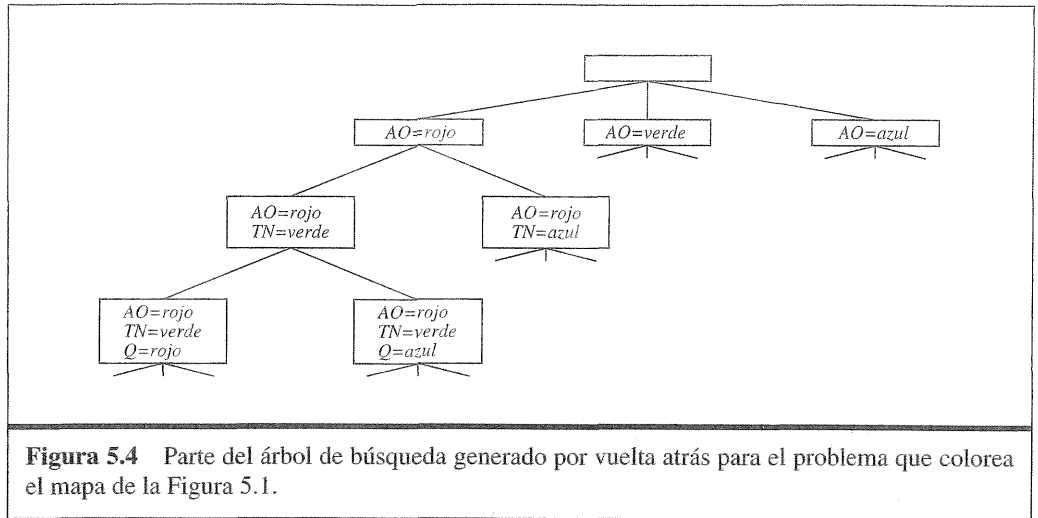 AO=rojo
AO=verde
AO=azul
AO=rojo
TN=verde
AO=rojo
TN=azul
AO=rojo
TN=verde
Q=rojo
AO=rojo
TN=verde
Q=azul
Figura 5.4 Parte del árbol de búsqueda generado por vuelta atrás para el problema que colorea
el mapa de la Figura 5.1.